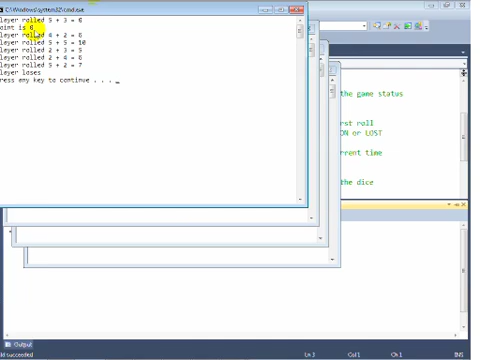 C:\Windows\system32\cmd.exe
layer rolled 5 + 3 = 8
oint is 8
layer rolled 4 + 2 = 6
layer rolled 5 + 5 = 10
layer rolled 2 + 3 = 5
layer rolled 2 + 4 = 6
layer rolled 5 + 2 = 7
layer loses
ress any key to continue . . . _
the game status
rst roll
ON or LOST
rrent time
the dice
Output
ld succeeded
Ln 3
Col 1
Ch 1
INS